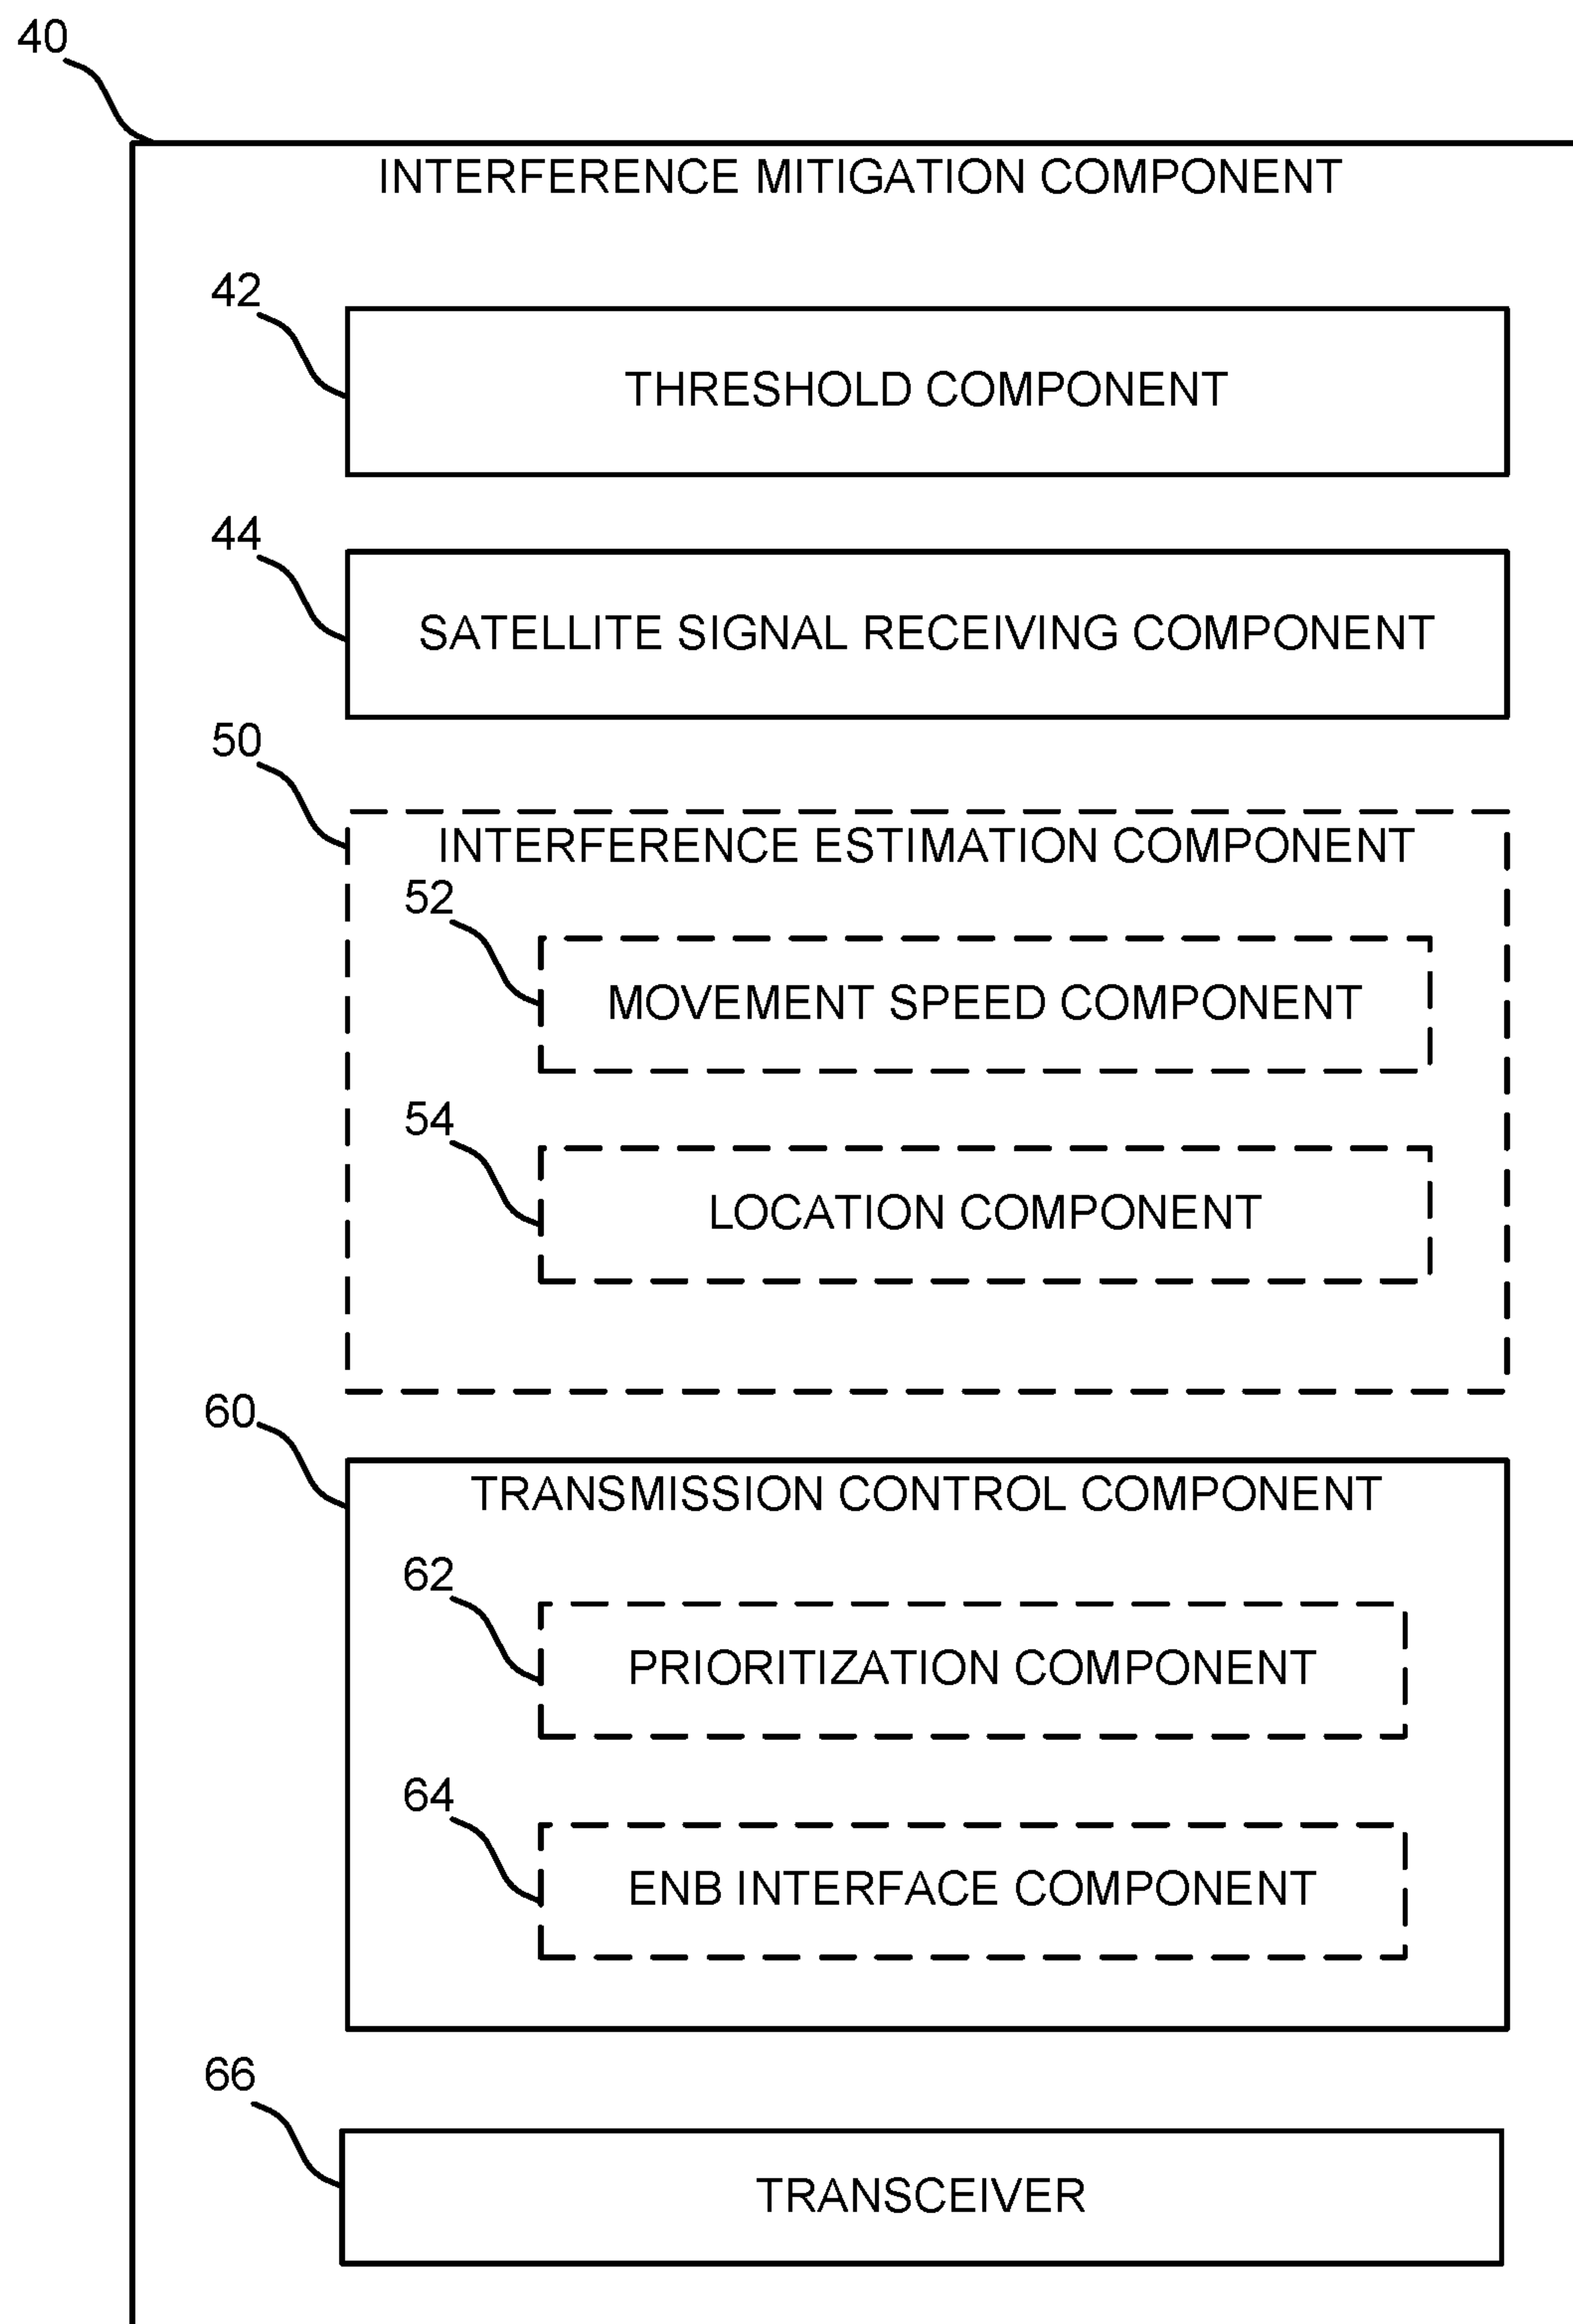 40
INTERFERENCE MITIGATION COMPONENT
42
THRESHOLD COMPONENT
44
SATELLITE SIGNAL RECEIVING COMPONENT
50
INTERFERENCE ESTIMATION COMPONENT
52
MOVEMENT SPEED COMPONENT
54
LOCATION COMPONENT
60
TRANSMISSION CONTROL COMPONENT
62
PRIORITIZATION COMPONENT
64
ENB INTERFACE COMPONENT
66
TRANSCEIVER